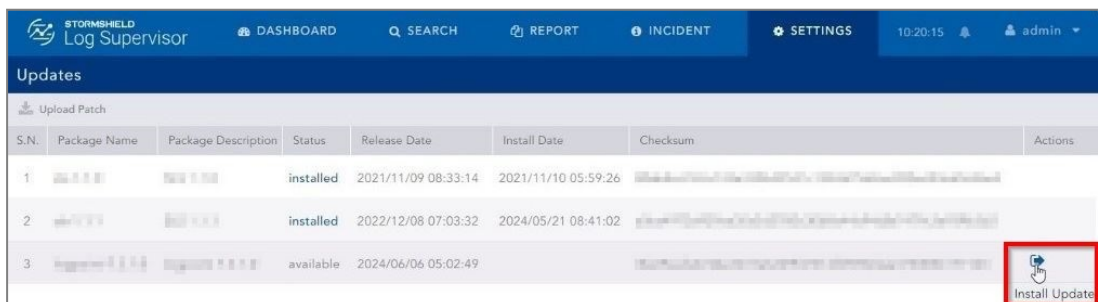 STORMSHIELD
Log Supervisor DASHBOARD SEARCH REPORT INCIDENT SETTINGS 10:20:15 admin
Updates
Upload Patch
S.N. Package Name Package Description Status Release Date Install Date Checksum Actions
1 installed 2021/11/09 08:33:14 2021/11/10 05:59:26
2 installed 2022/12/08 07:03:32 2024/05/21 08:41:02
3 available 2024/06/06 05:02:49
Install Update